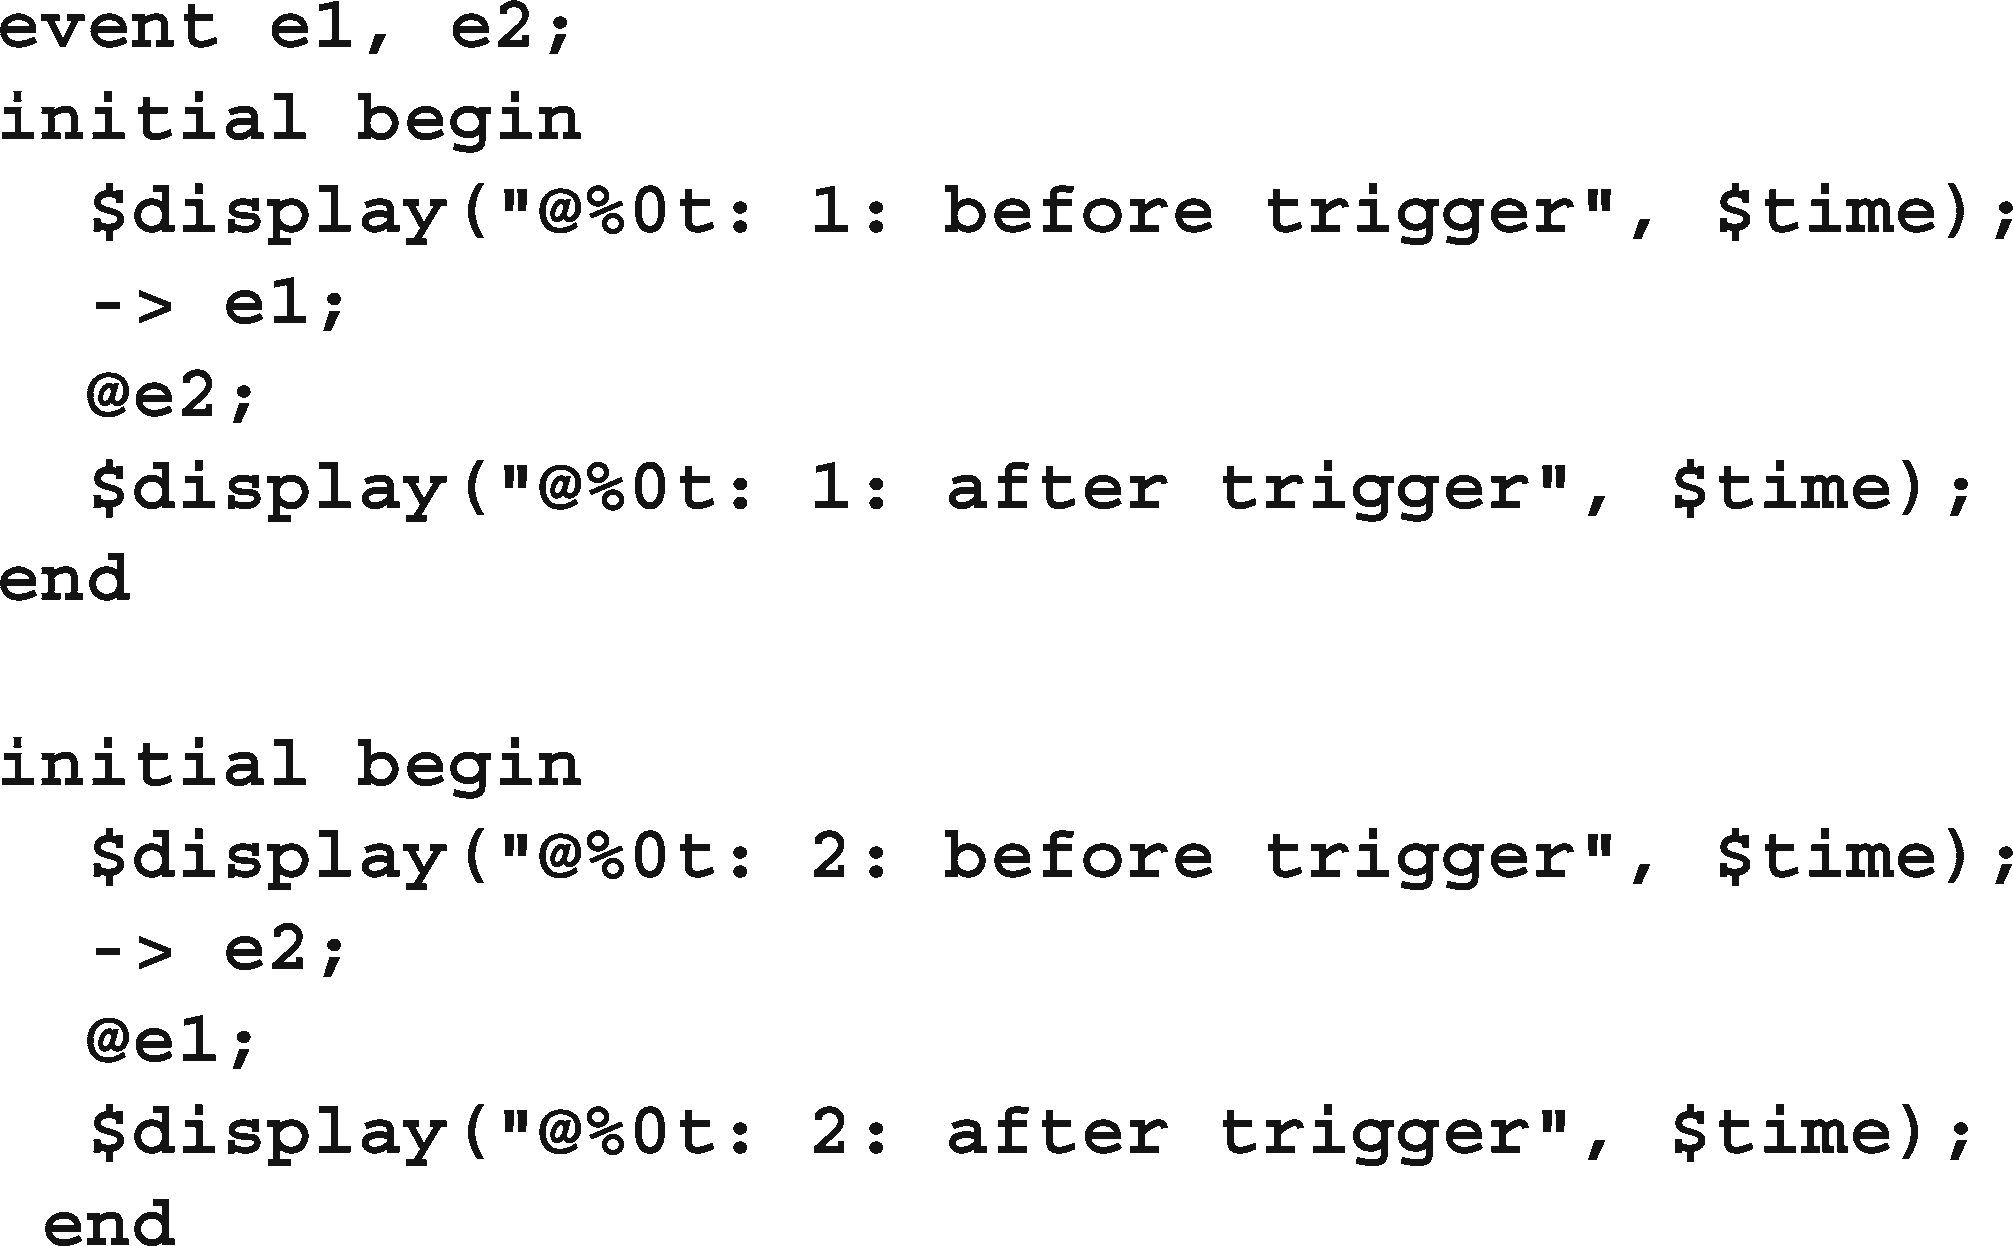 event e1, e2;
initial begin
  $display("@%0t: 1: before trigger", $time);
  -> e1;
  @e2;
  $display("@%0t: 1: after trigger", $time);
end

initial begin
  $display("@%0t: 2: before trigger", $time);
  -> e2;
  @e1;
  $display("@%0t: 2: after trigger", $time);
 end